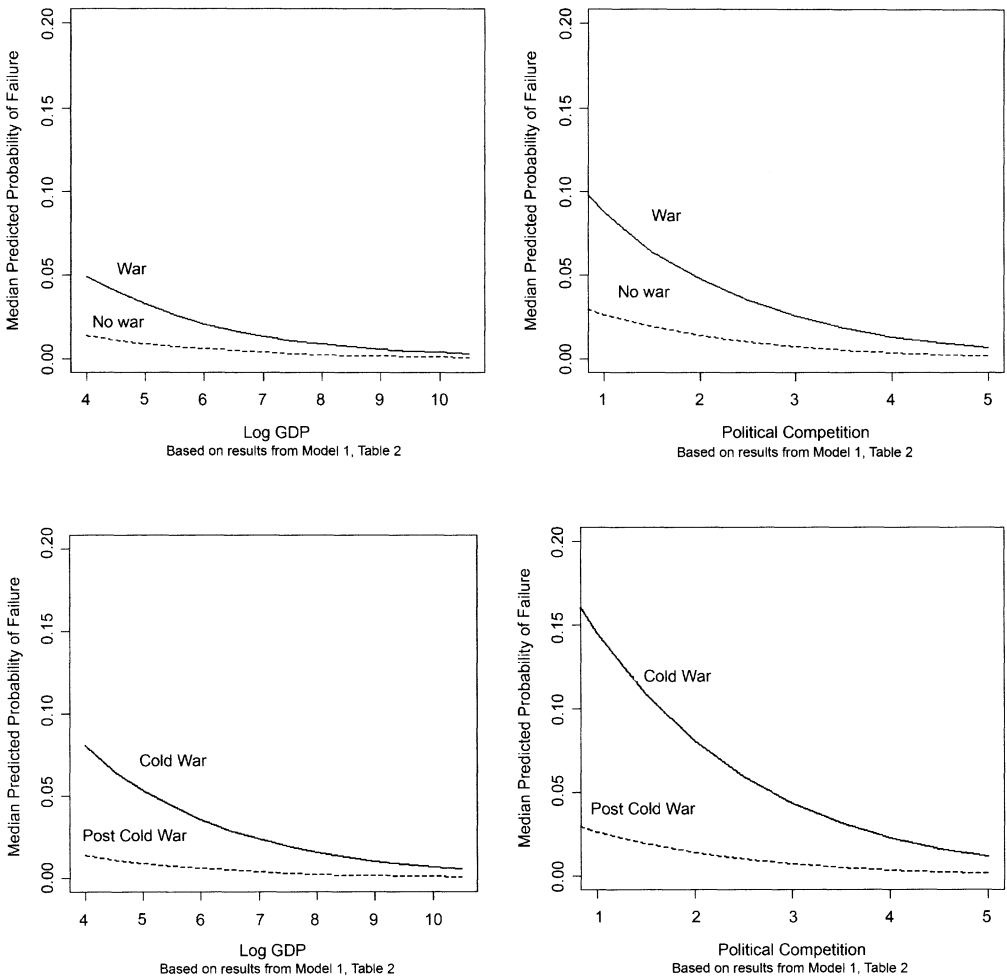 Median Predicted Probability of Failure
0.20
0.15
0.10
0.05
0.00
War
No war
4 5 6 7 8 9 10
Log GDP
Based on results from Model 1, Table 2
Median Predicted Probability of Failure
0.20
0.15
0.10
0.05
0.00
War
No war
1 2 3 4 5
Political Competition
Based on results from Model 1, Table 2
Median Predicted Probability of Failure
0.20
0.15
0.10
0.05
0.00
Cold War
Post Cold War
4 5 6 7 8 9 10
Log GDP
Based on results from Model 1, Table 2
Median Predicted Probability of Failure
0.20
0.15
0.10
0.05
0.00
Cold War
Post Cold War
1 2 3 4 5
Political Competition
Based on results from Model 1, Table 2